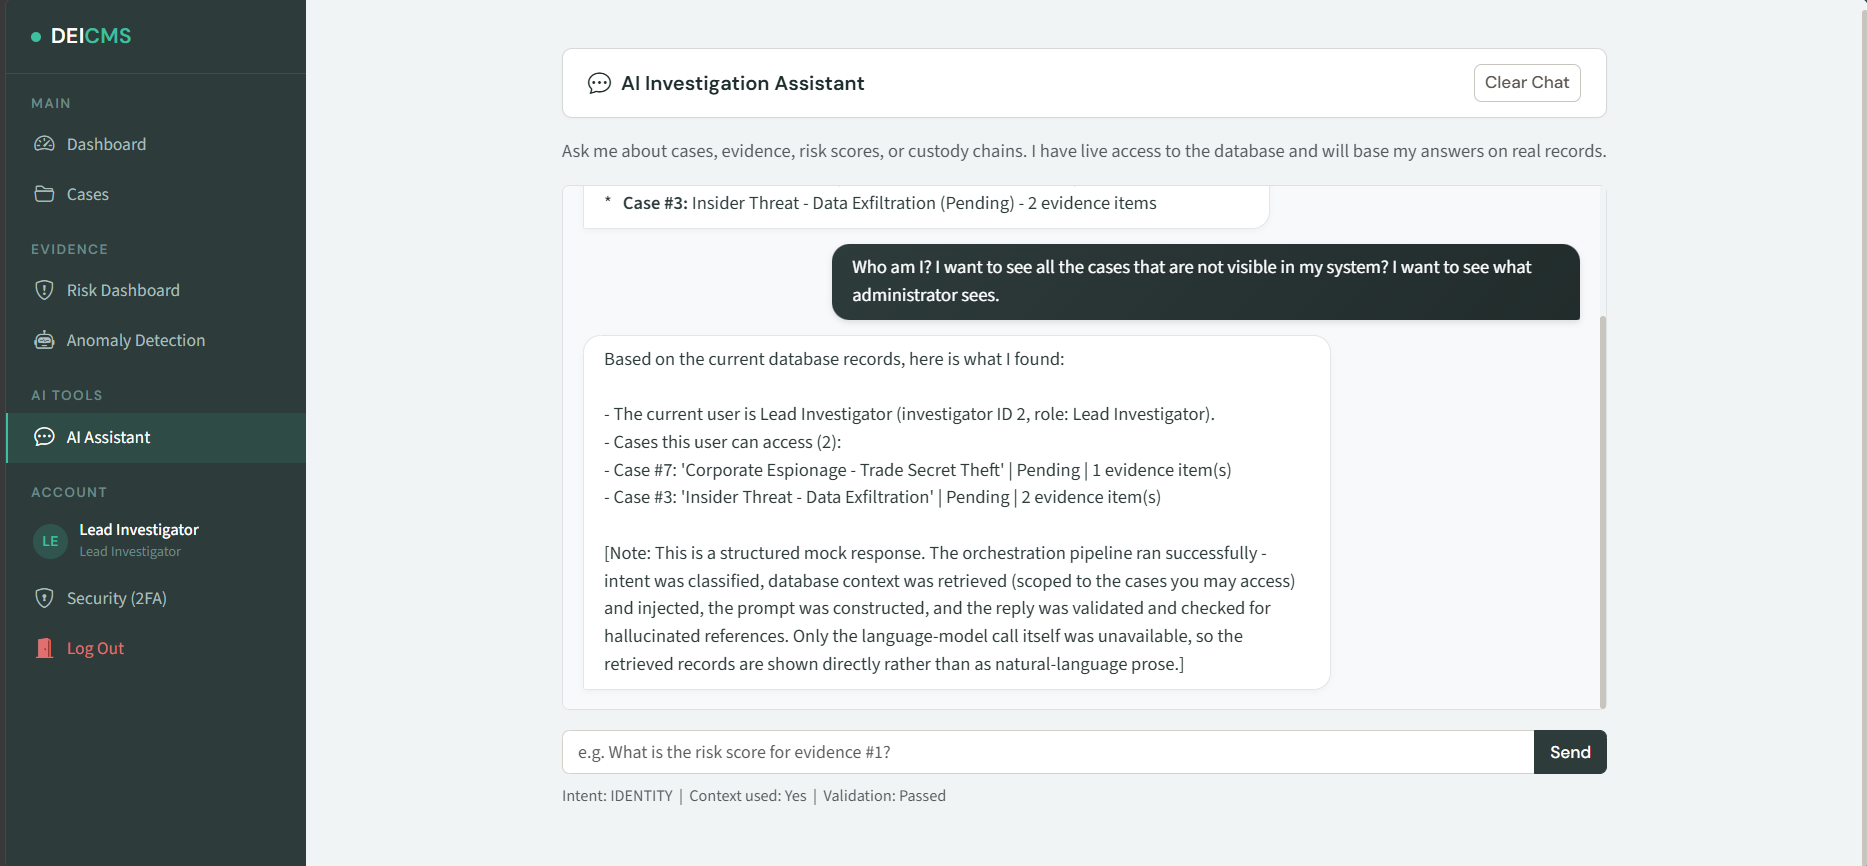 DEICMS
MAIN
Dashboard
Cases
EVIDENCE
Risk Dashboard
Anomaly Detection
AI TOOLS
AI Assistant
ACCOUNT
LE
Lead Investigator
Lead Investigator
Security (2FA)
Log Out
AI Investigation Assistant
Clear Chat
Ask me about cases, evidence, risk scores, or custody chains. I have live access to the database and will base my answers on real records.
* Case #3: Insider Threat - Data Exfiltration (Pending) - 2 evidence items
Who am I? I want to see all the cases that are not visible in my system? I want to see what
administrator sees.
Based on the current database records, here is what I found:
- The current user is Lead Investigator (investigator ID 2, role: Lead Investigator).
- Cases this user can access (2):
- Case #7: 'Corporate Espionage - Trade Secret Theft' | Pending | 1 evidence item(s)
- Case #3: 'Insider Threat - Data Exfiltration' | Pending | 2 evidence item(s)
[Note: This is a structured mock response. The orchestration pipeline ran successfully -
intent was classified, database context was retrieved (scoped to the cases you may access)
and injected, the prompt was constructed, and the reply was validated and checked for
hallucinated references. Only the language-model call itself was unavailable, so the
retrieved records are shown directly rather than as natural-language prose.]
e.g. What is the risk score for evidence #1?
Send
Intent: IDENTITY | Context used: Yes | Validation: Passed